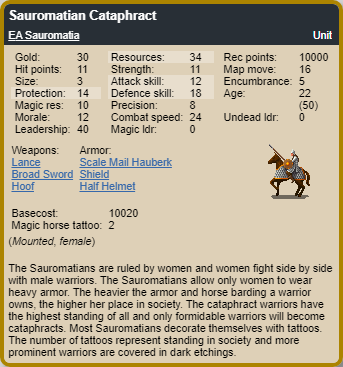 Sauromatian Cataphract
EA Sauromatia Unit
Gold: 30 Resources: 34 Rec points: 10000
Hit points: 11 Strength: 11 Map move: 16
Size: 3 Attack skill: 12 Encumbrance: 5
Protection: 14 Defence skill: 18 Age: 22
Magic res: 10 Precision: 8 (50)
Morale: 12 Combat speed: 24 Undead ldr: 0
Leadership: 40 Magic ldr: 0
Weapons: Armor:
Lance Scale Mail Hauberk
Broad Sword Shield
Hoof Half Helmet
Basecost: 10020
Magic horse tattoo: 2
(Mounted, female)
The Sauromatians are ruled by women and women fight side by side
with male warriors. The Sauromatians allow only women to wear
heavy armor. The heavier the armor and horse barding a warrior
owns, the higher her place in society. The cataphract warriors have
the highest standing of all and only formidable warriors will become
cataphracts. Most Sauromatians decorate themselves with tattoos.
The number of tattoos represent standing in society and more
prominent warriors are covered in dark etchings.